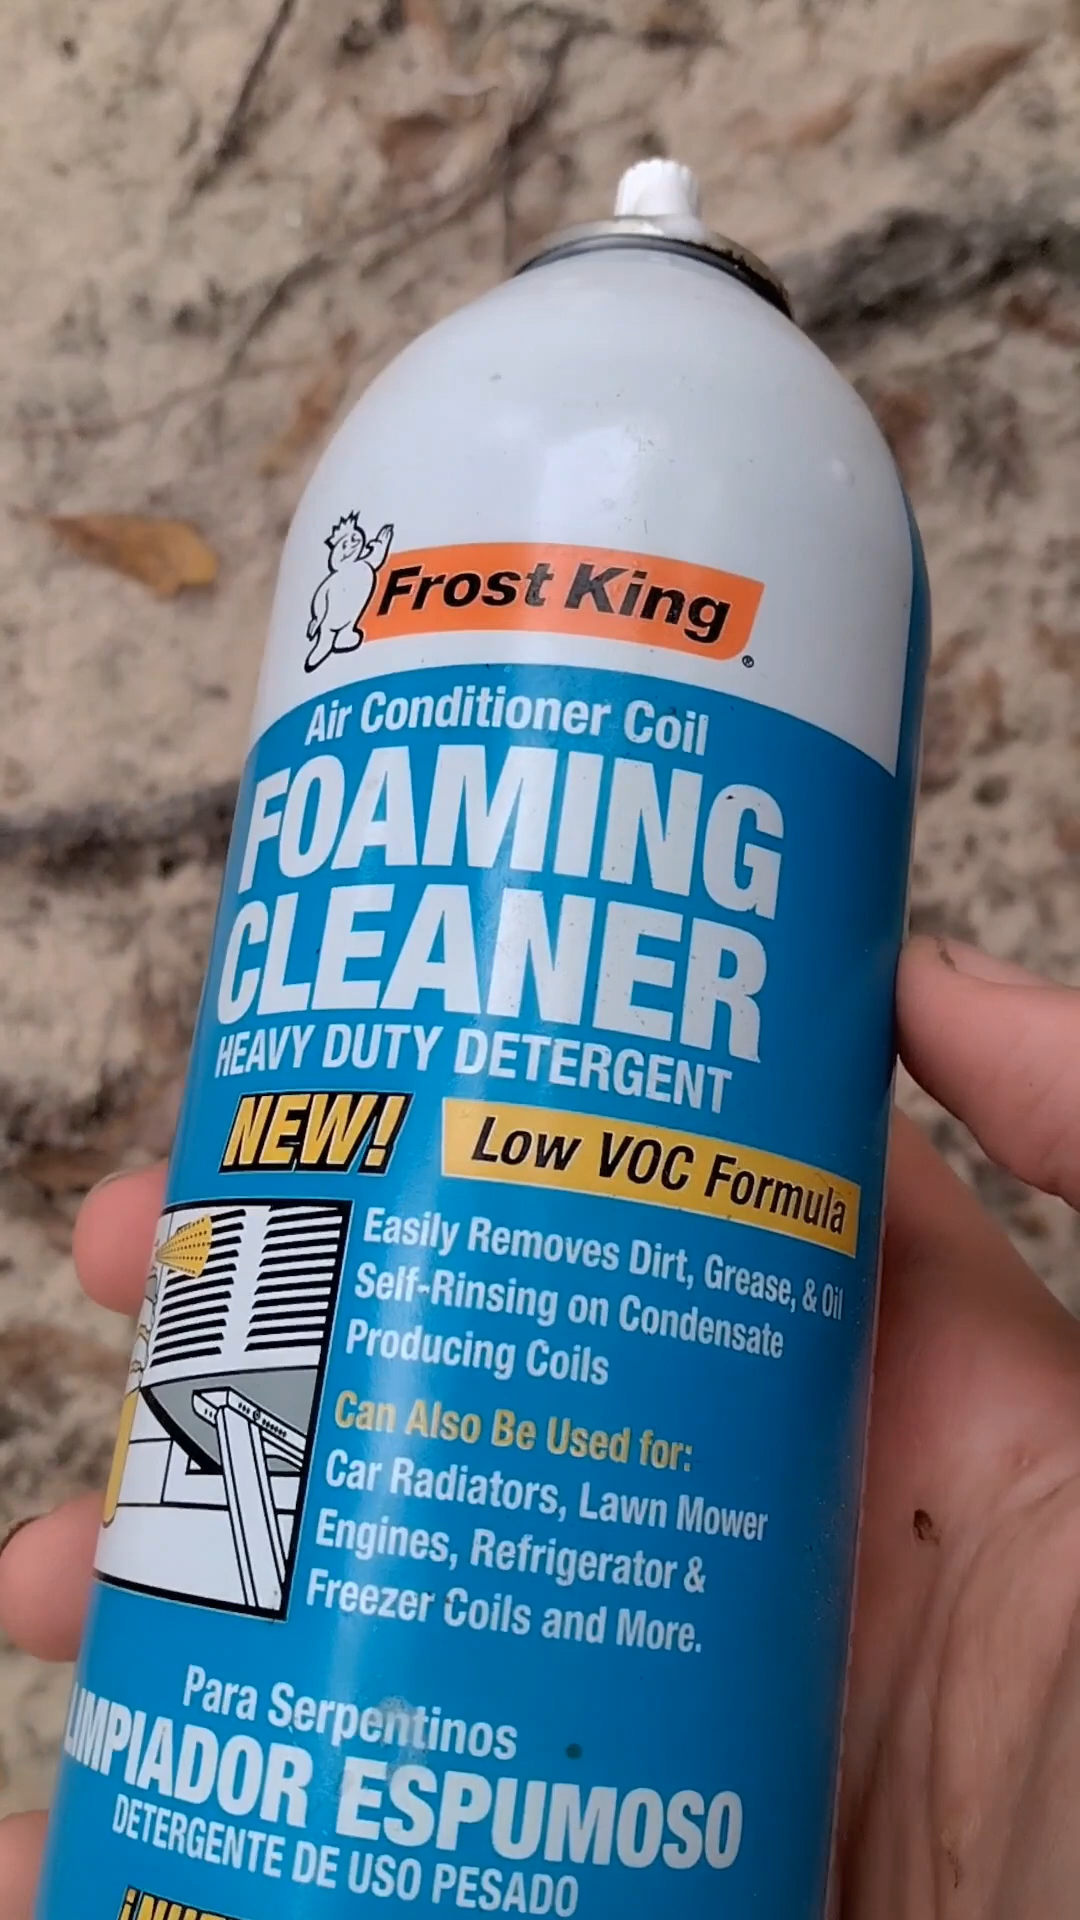 Frost King®
Air Conditioner Coil
FOAMING
CLEANER
HEAVY DUTY DETERGENT
NEW!
Low VOC Formula
Easily Removes Dirt, Grease, & Oil
Self-Rinsing on Condensate
Producing Coils
Can Also Be Used for:
Car Radiators, Lawn Mower
Engines, Refrigerator &
Freezer Coils and More.
Para Serpentinos
LIMPIADOR ESPUMOSO
DETERGENTE DE USO PESADO